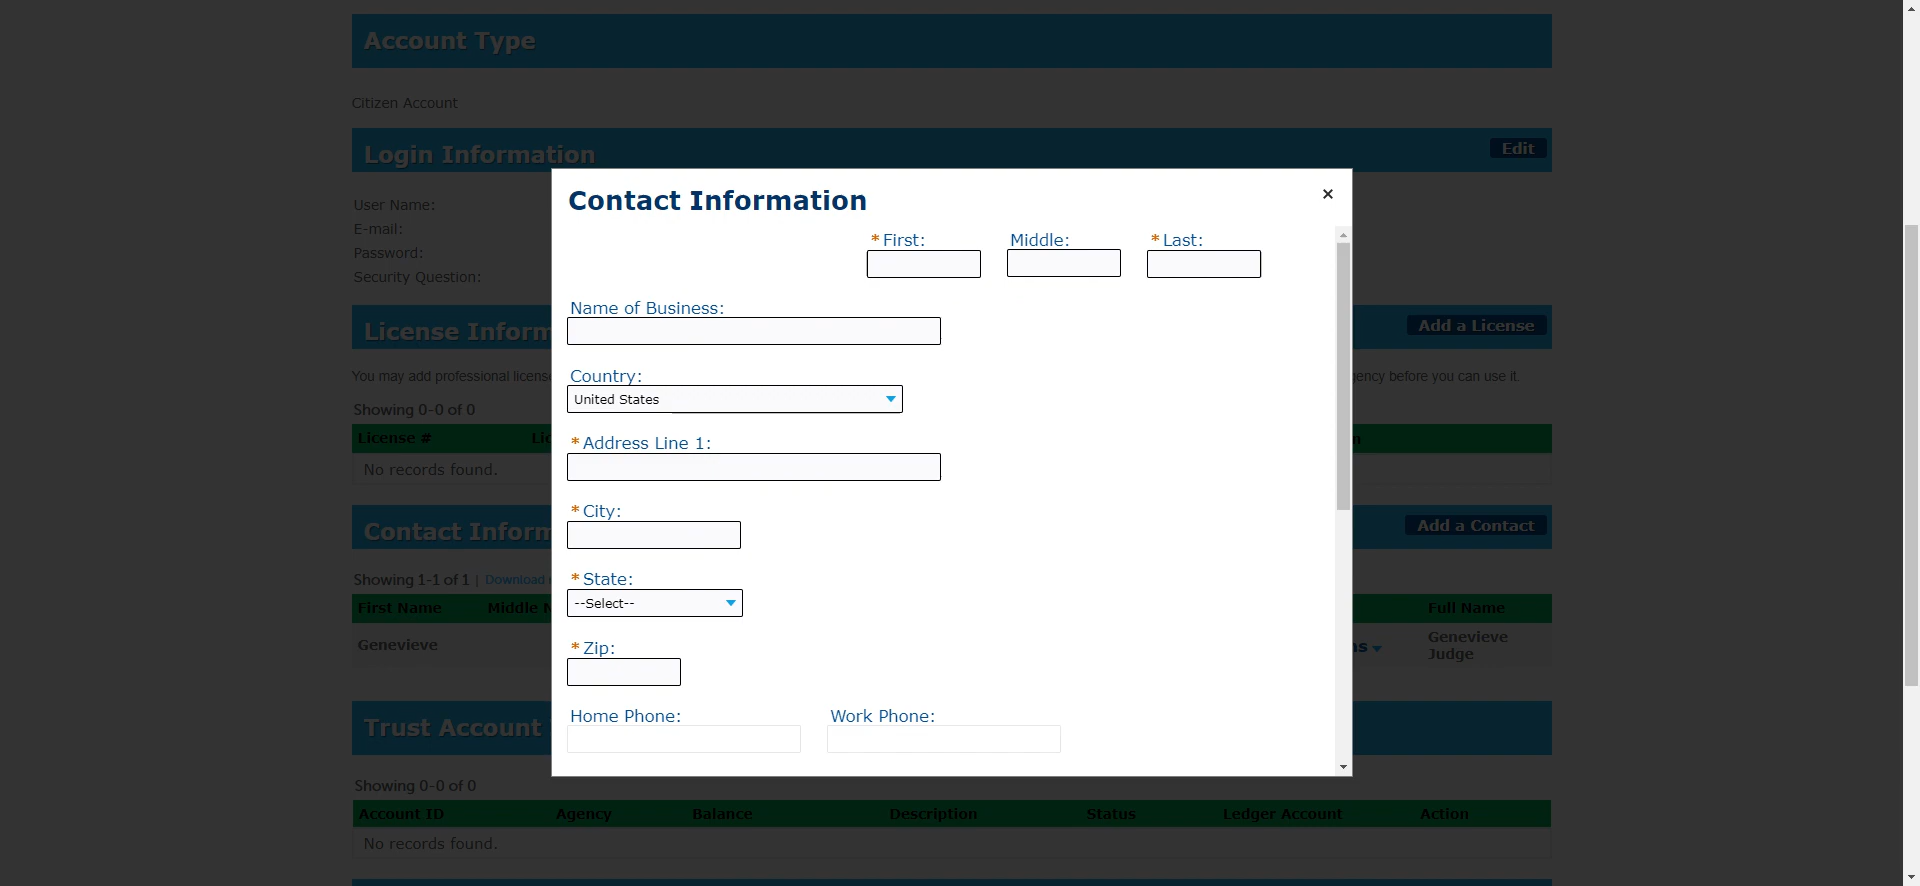 Account Type
Citizen Account
Login Information
Edit
User Name:
E-mail:
Password:
Security Question:
License Inform
Add a License
You may add professional license
ency before you can use it.
Showing 0-0 of 0
License #
No records found.
Contact Inform
Add a Contact
Showing 1-1 of 1 | Download
First Name Middle N
Full Name
Genevieve
Genevieve
Judge
Trust Account
Showing 0-0 of 0
Account ID Agency Balance Description Status Ledger Account Action
No records found.
Contact Information
×
* First: Middle: * Last:
Name of Business:
Country:
United States
* Address Line 1:
* City:
* State:
--Select--
* Zip:
Home Phone: Work Phone: